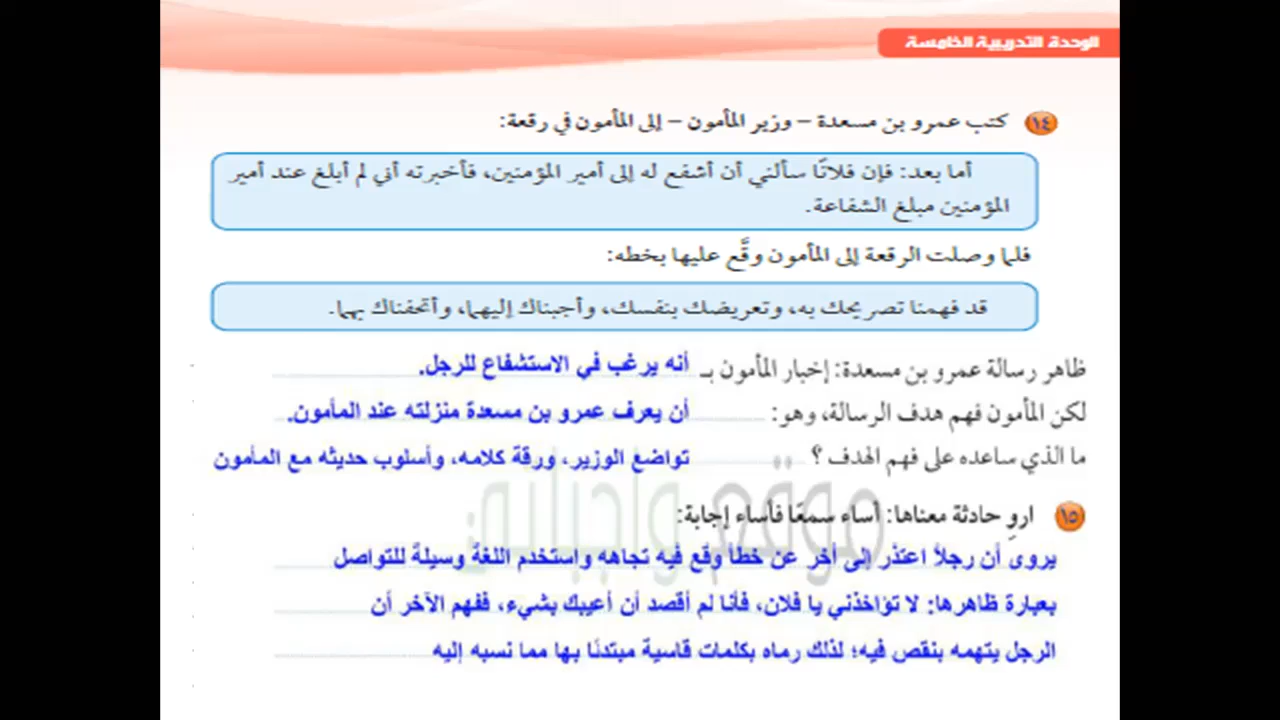 الوحدة التدريبية الخامسة
١٤ كتب عمرو بن مسعدة – وزير المأمون – إلى المأمون في رقعة:
أما بعد: فإن فلانًا سألني أن أشفع له إلى أمير المؤمنين، فأخبرته أني لم أبلغ عند أمير
المؤمنين مبلغ الشفاعة.
فلما وصلت الرقعة إلى المأمون وقَّع عليها بخطه:
قد فهمنا تصريحك به، وتعريضك بنفسك، وأجبناك إليهما، وأتحفناك بهما.
ظاهر رسالة عمرو بن مسعدة: إخبار المأمون بـ أنه يرغب في الاستشفاع للرجل.
لكن المأمون فهم هدف الرسالة، وهو: أن يعرف عمرو بن مسعدة منزلته عند المأمون.
ما الذي ساعده على فهم الهدف؟ تواضع الوزير، ورقة كلامه، وأسلوب حديثه مع المأمون
موقع واجباتي
١٥ اروِ حادثة معناها: أساء سمعًا فأساء إجابة:
يروى أن رجلاً اعتذر إلى أخر عن خطأ وقع فيه تجاهه واستخدم اللغة وسيلة للتواصل
بعبارة ظاهرها: لا تؤاخذني يا فلان، فأنا لم أقصد أن أعيبك بشيء، ففهم الآخر أن
الرجل يتهمه بنقص فيه؛ لذلك رماه بكلمات قاسية مبتدئًا بها مما نسبه إليه